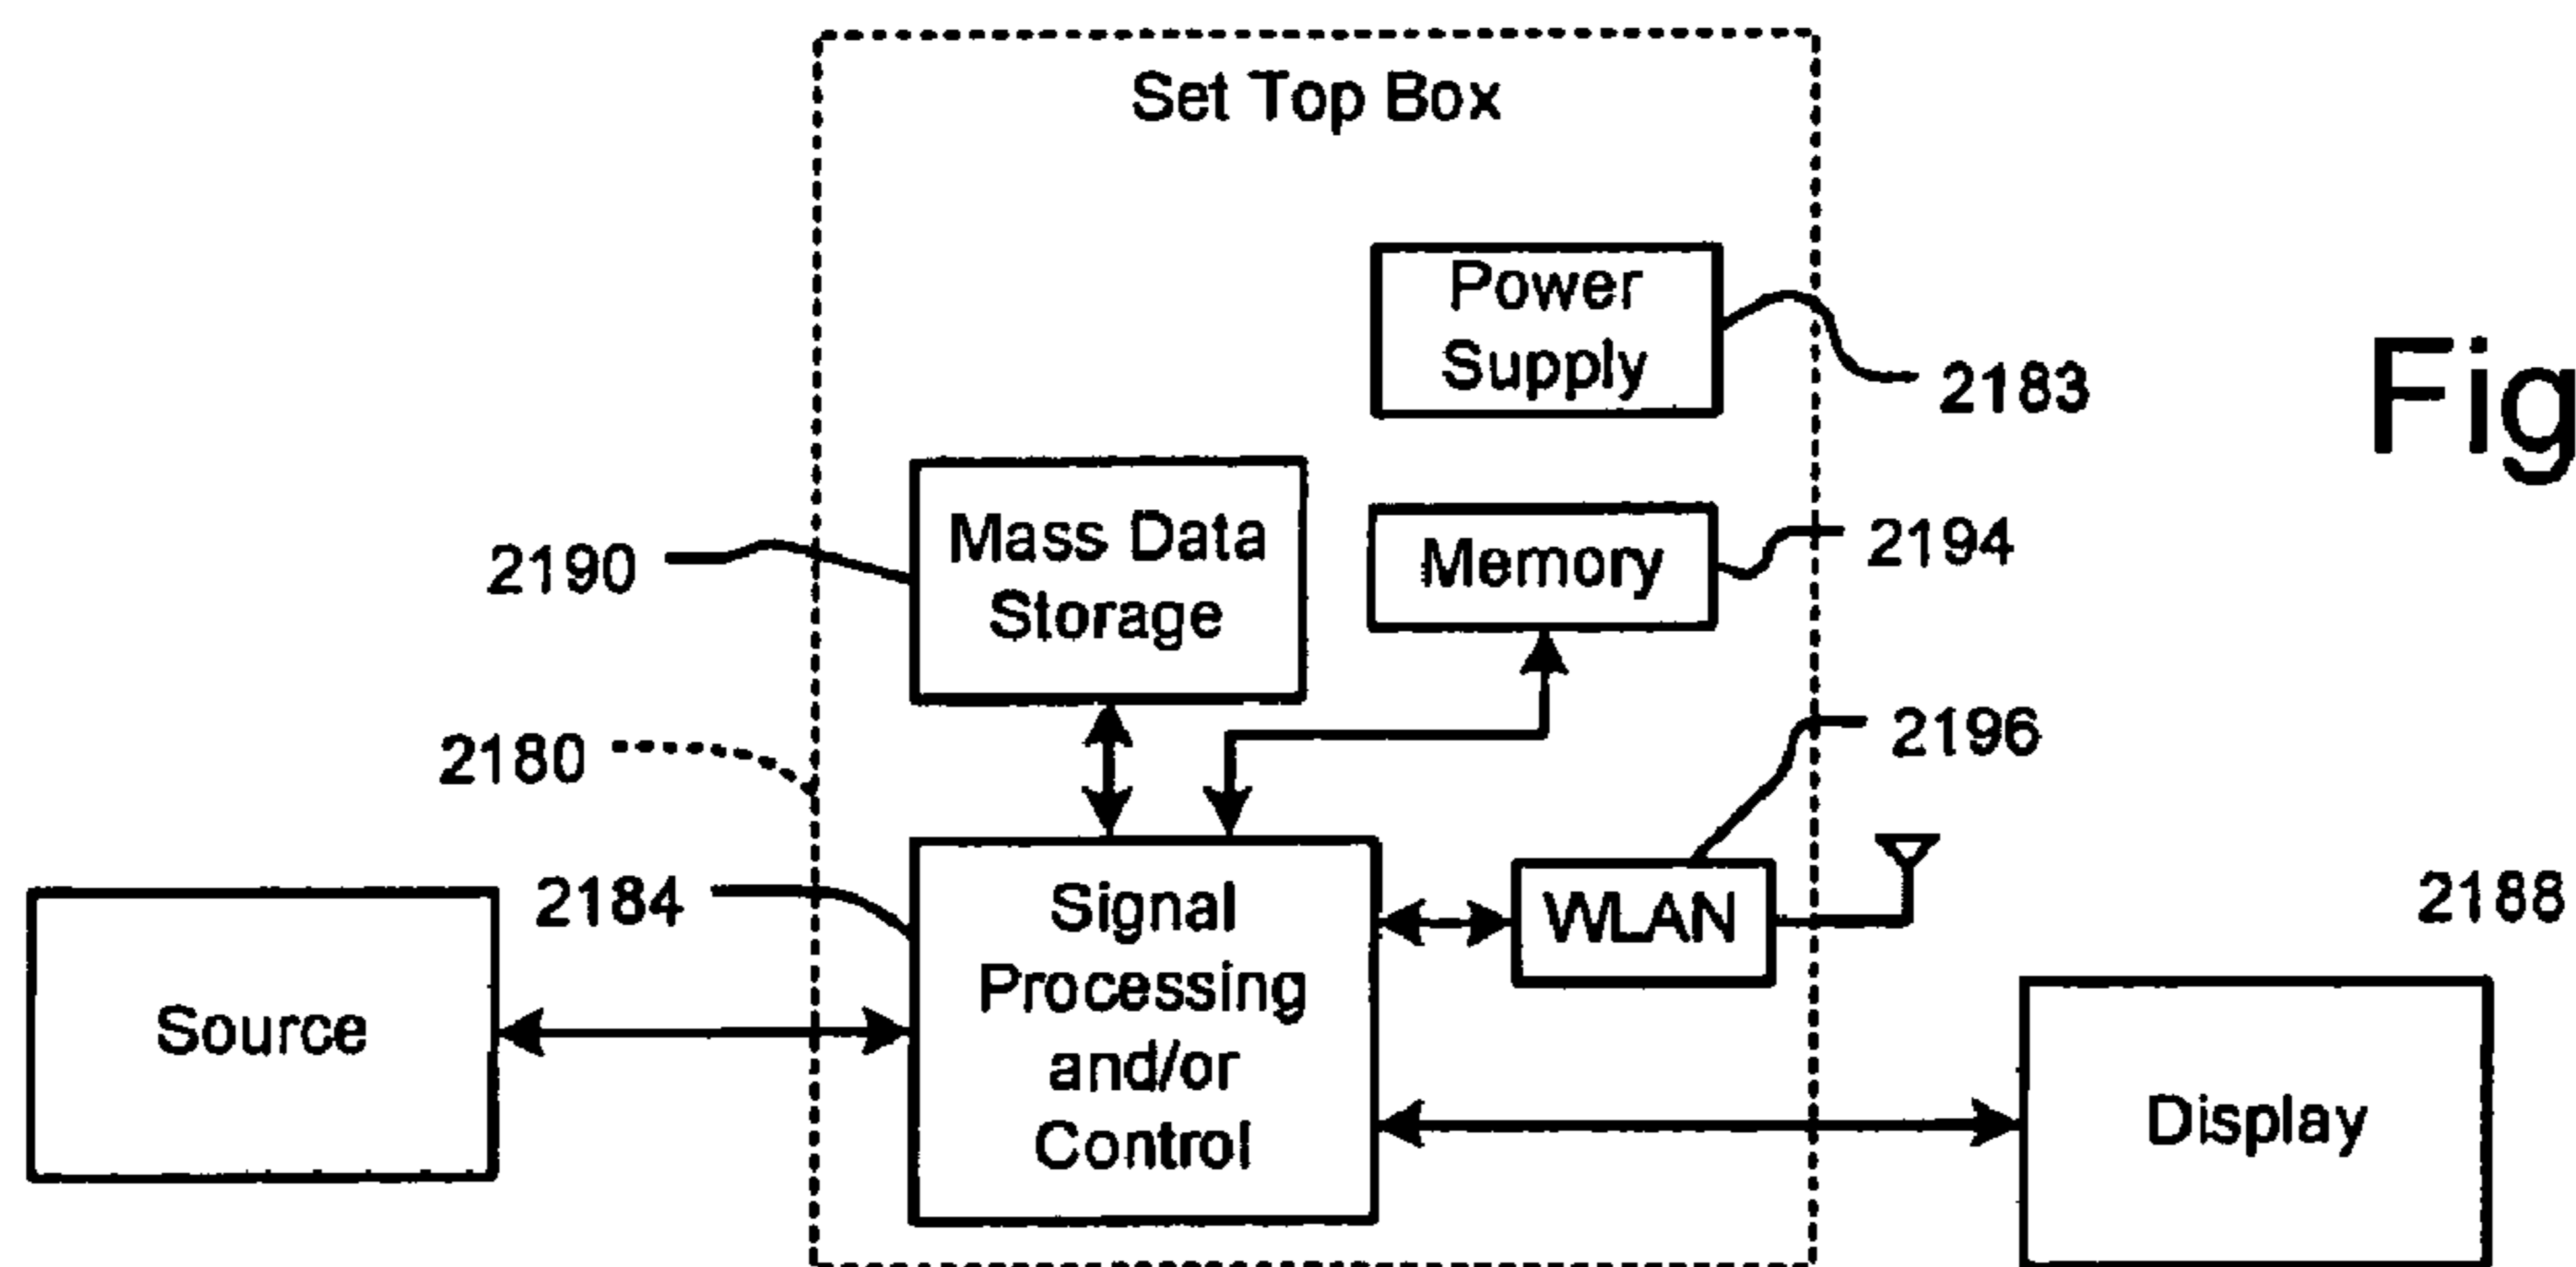 Set Top Box
Power
Supply
2183
Fig
Mass Data
Storage
2190
Memory
2194
2180
2196
2184
Signal
Processing
and/or
Control
WLAN
2188
Source
Display